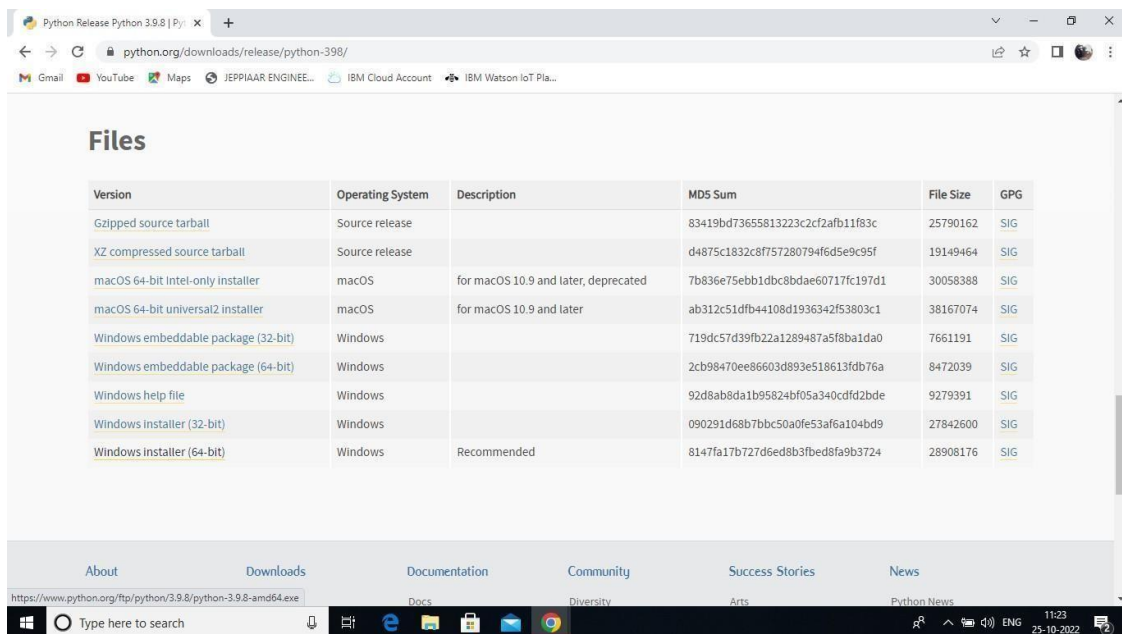 Python Release Python 3.9.8 | Py
python.org/downloads/release/python-398/
Gmail YouTube Maps JEPPIAAR ENGINEE... IBM Cloud Account IBM Watson IoT Pla...
Files
Version Operating System Description MD5 Sum File Size GPG
Gzipped source tarball Source release 83419bd73655813223c2cf2afb11f83c 25790162 SIG
XZ compressed source tarball Source release d4875c1832c8f757280794f6d5e9c95f 19149464 SIG
macOS 64-bit Intel-only installer macOS for macOS 10.9 and later, deprecated 7b836e75ebb1dbc8bdae60717fc197d1 30058388 SIG
macOS 64-bit universal2 installer macOS for macOS 10.9 and later ab312c51dfb44108d1936342f53803c1 38167074 SIG
Windows embeddable package (32-bit) Windows 719dc57d39fb22a1289487a5f8ba1da0 7661191 SIG
Windows embeddable package (64-bit) Windows 2cb98470ee86603d893e518613fdb76a 8472039 SIG
Windows help file Windows 92d8ab8da1b95824bf05a340cdfd2bde 9279391 SIG
Windows installer (32-bit) Windows 090291d68b7bbc50a0fe53af6a104bd9 27842600 SIG
Windows installer (64-bit) Windows Recommended 8147fa17b727d6ed8b3fbed8fa9b3724 28908176 SIG
About Downloads Documentation Community Success Stories News
https://www.python.org/ftp/python/3.9.8/python-3.9.8-amd64.exe Docs Diversity Arts Python News
Type here to search ENG 11:23
25-10-2022